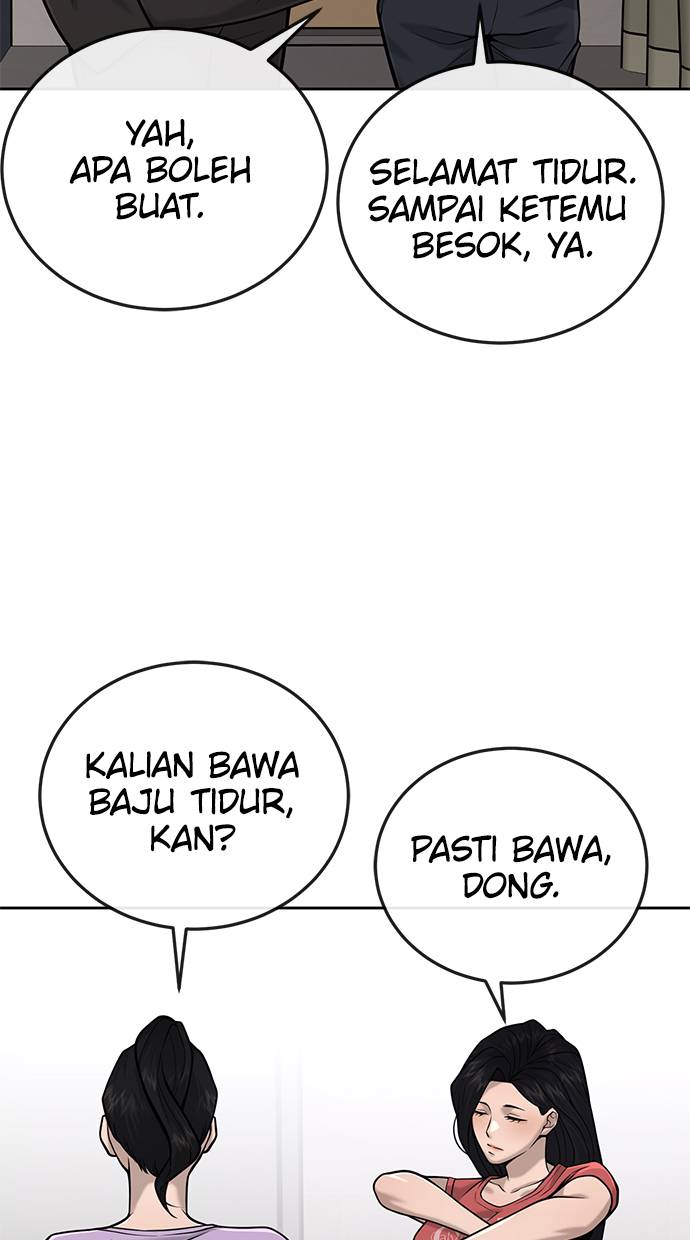 YAH,
APA BOLEH
BUAT.
SELAMAT TIDUR.
SAMPAI KETEMU
BESOK, YA.
KALIAN BAWA
BAJU TIDUR,
KAN?
PASTI BAWA,
DONG.